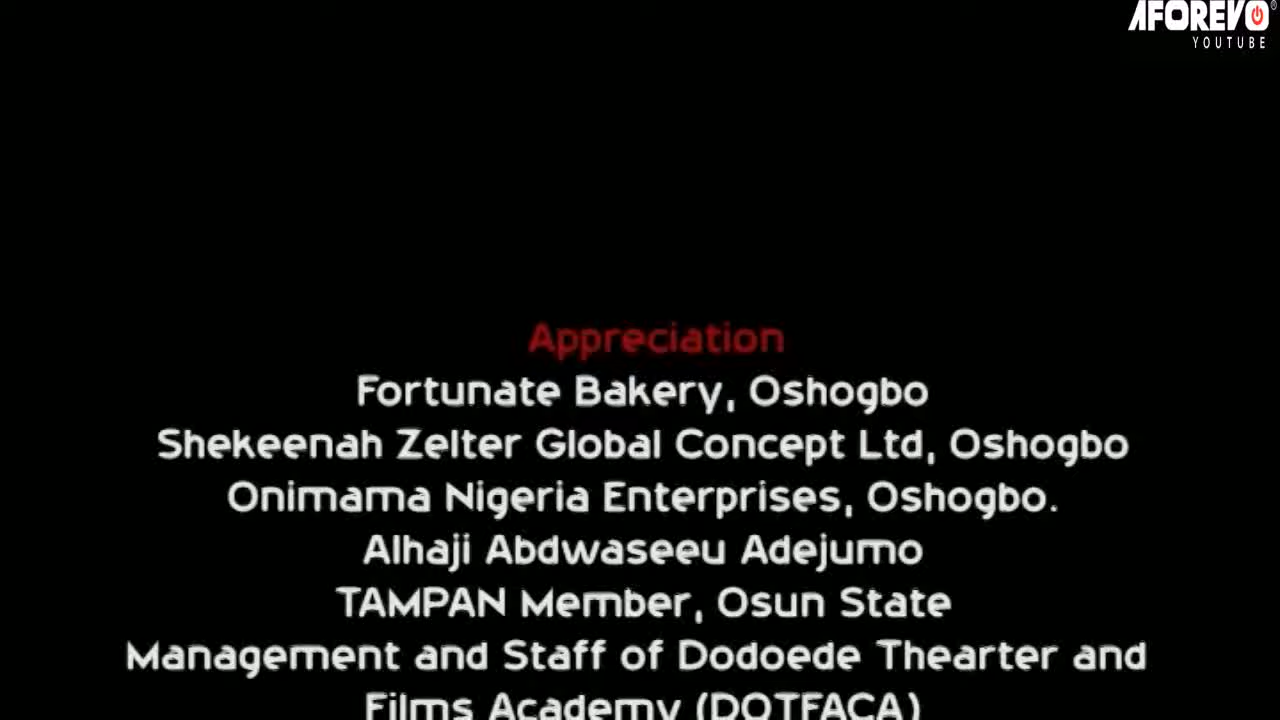 AFOREVO
YOUTUBE
Appreciation
Fortunate Bakery, Oshogbo
Shekeenah Zelter Global Concept Ltd, Oshogbo
Onimama Nigeria Enterprises, Oshogbo.
Alhaji Abdwaseeu Adejumo
TAMPAN Member, Osun State
Management and Staff of Dodoede Thearter and
Films Academy (DOTFACA)